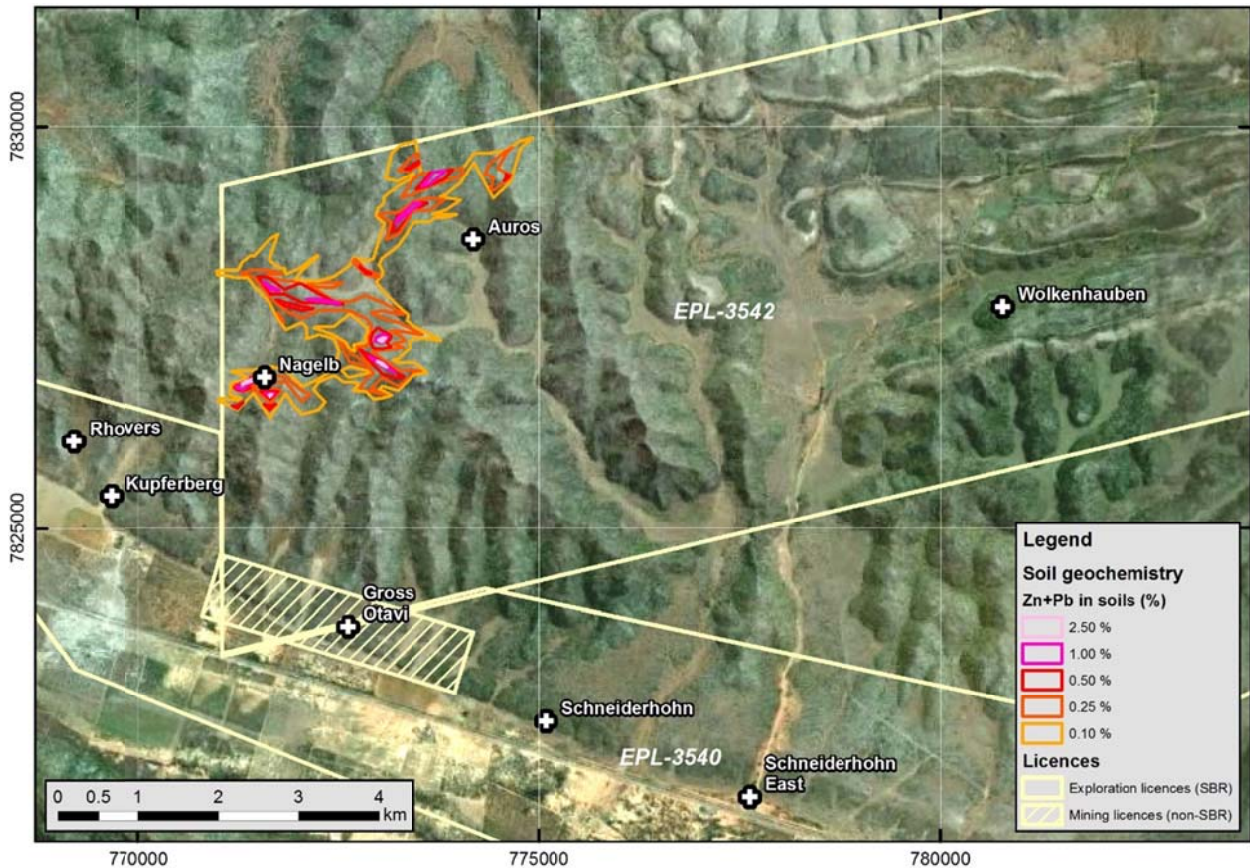 7830000
Auros
Wolkenhauben
EPL-3542
Nagelb
Rhovers
Kupferberg
7825000
Gross
Otavi
Schneiderhohn
EPL-3540
Schneiderhohn
East
Legend
Soil geochemistry
Zn+Pb in soils (%)
2.50 %
1.00 %
0.50 %
0.25 %
0.10 %
Licences
Exploration licences (SBR)
Mining licences (non-SBR)
0 0.5 1 2 3 4
km
770000 775000 780000